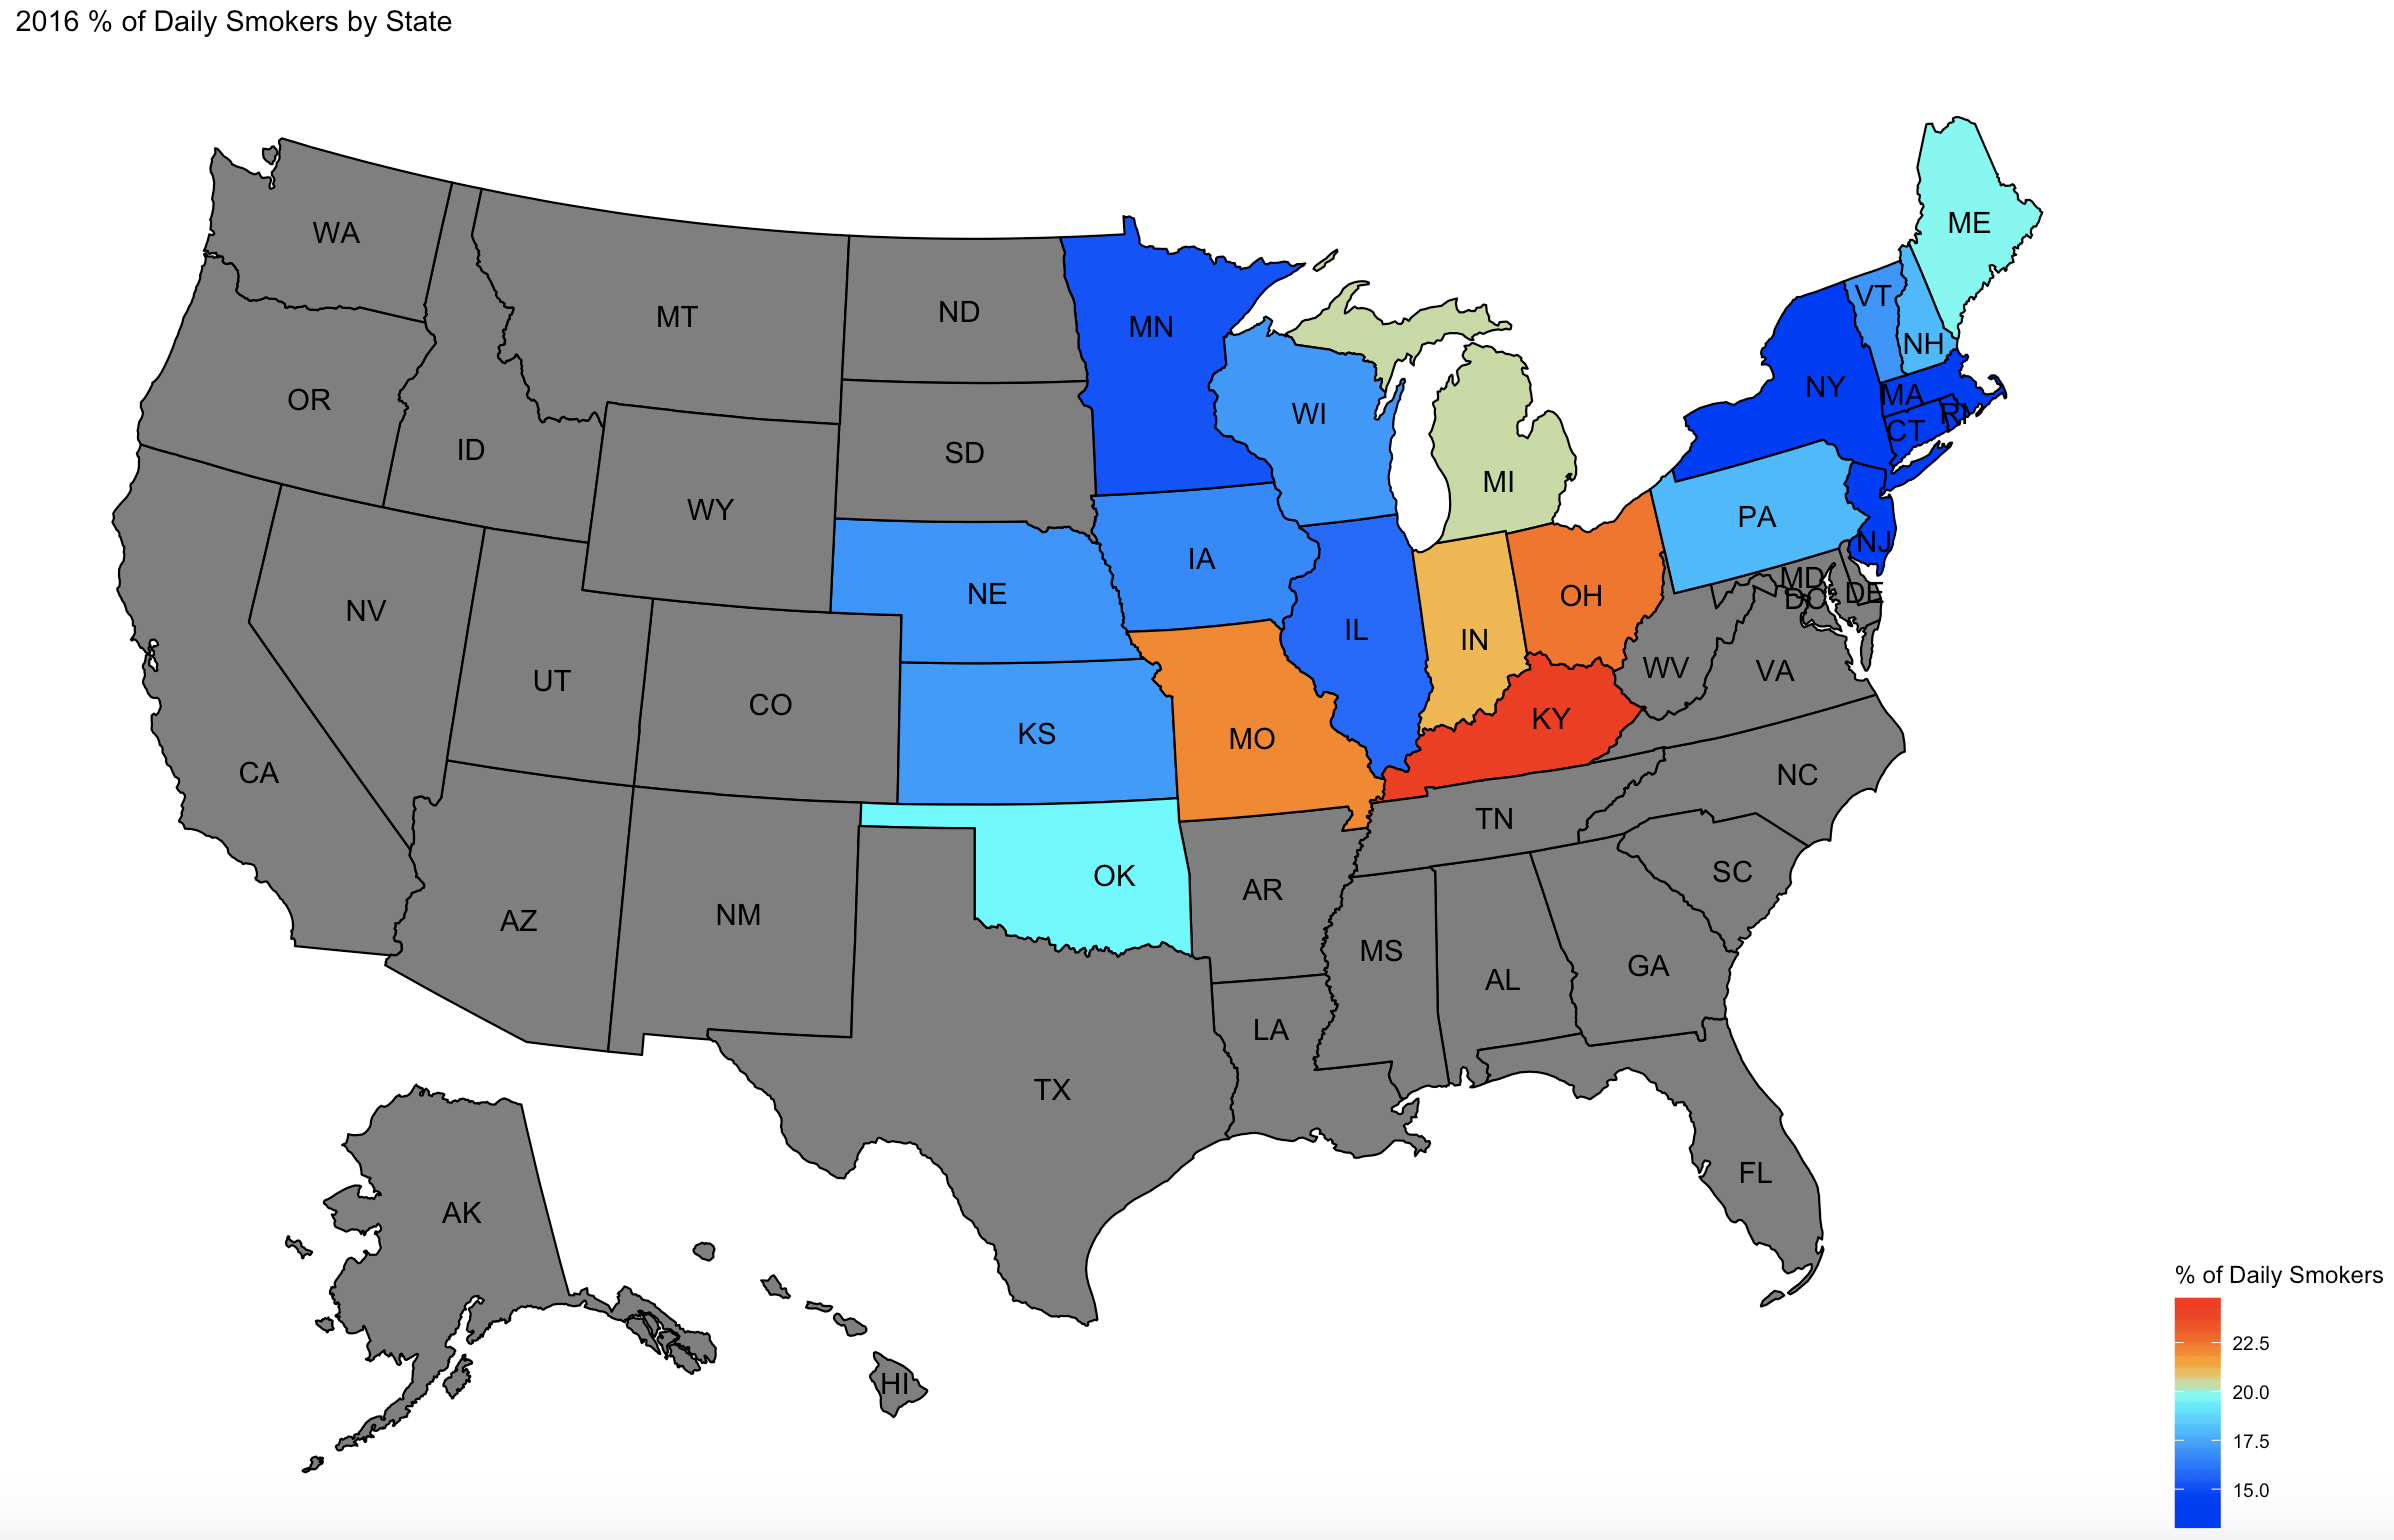 2016 % of Daily Smokers by State
WA
MT
ND
MN
ME
VT
NH
OR
ID
SD
WI
NY
MA
RI
CT
WY
MI
PA
NJ
NV
NE
IA
IL
IN
OH
MD
DC
DE
UT
CO
KS
MO
KY
WV
VA
CA
TN
NC
AZ
NM
OK
AR
SC
MS
AL
GA
LA
TX
FL
AK
HI
% of Daily Smokers
22.5
20.0
17.5
15.0